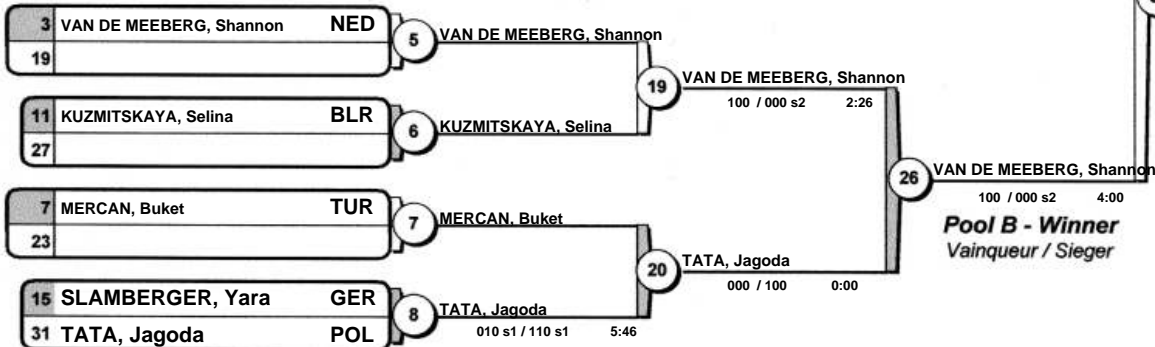 3 VAN DE MEEBERG, Shannon NED
19
5 VAN DE MEEBERG, Shannon
11 KUZMITSKAYA, Selina BLR
27
6 KUZMITSKAYA, Selina
19 VAN DE MEEBERG, Shannon
100 / 000 s2 2:26
7 MERCAN, Buket TUR
23
7 MERCAN, Buket
15 SLAMBERGER, Yara GER
31 TATA, Jagoda POL
8 TATA, Jagoda
010 s1 / 110 s1 5:46
20 TATA, Jagoda
000 / 100 0:00
26 VAN DE MEEBERG, Shannon
100 / 000 s2 4:00
Pool B - Winner
Vainqueur / Sieger